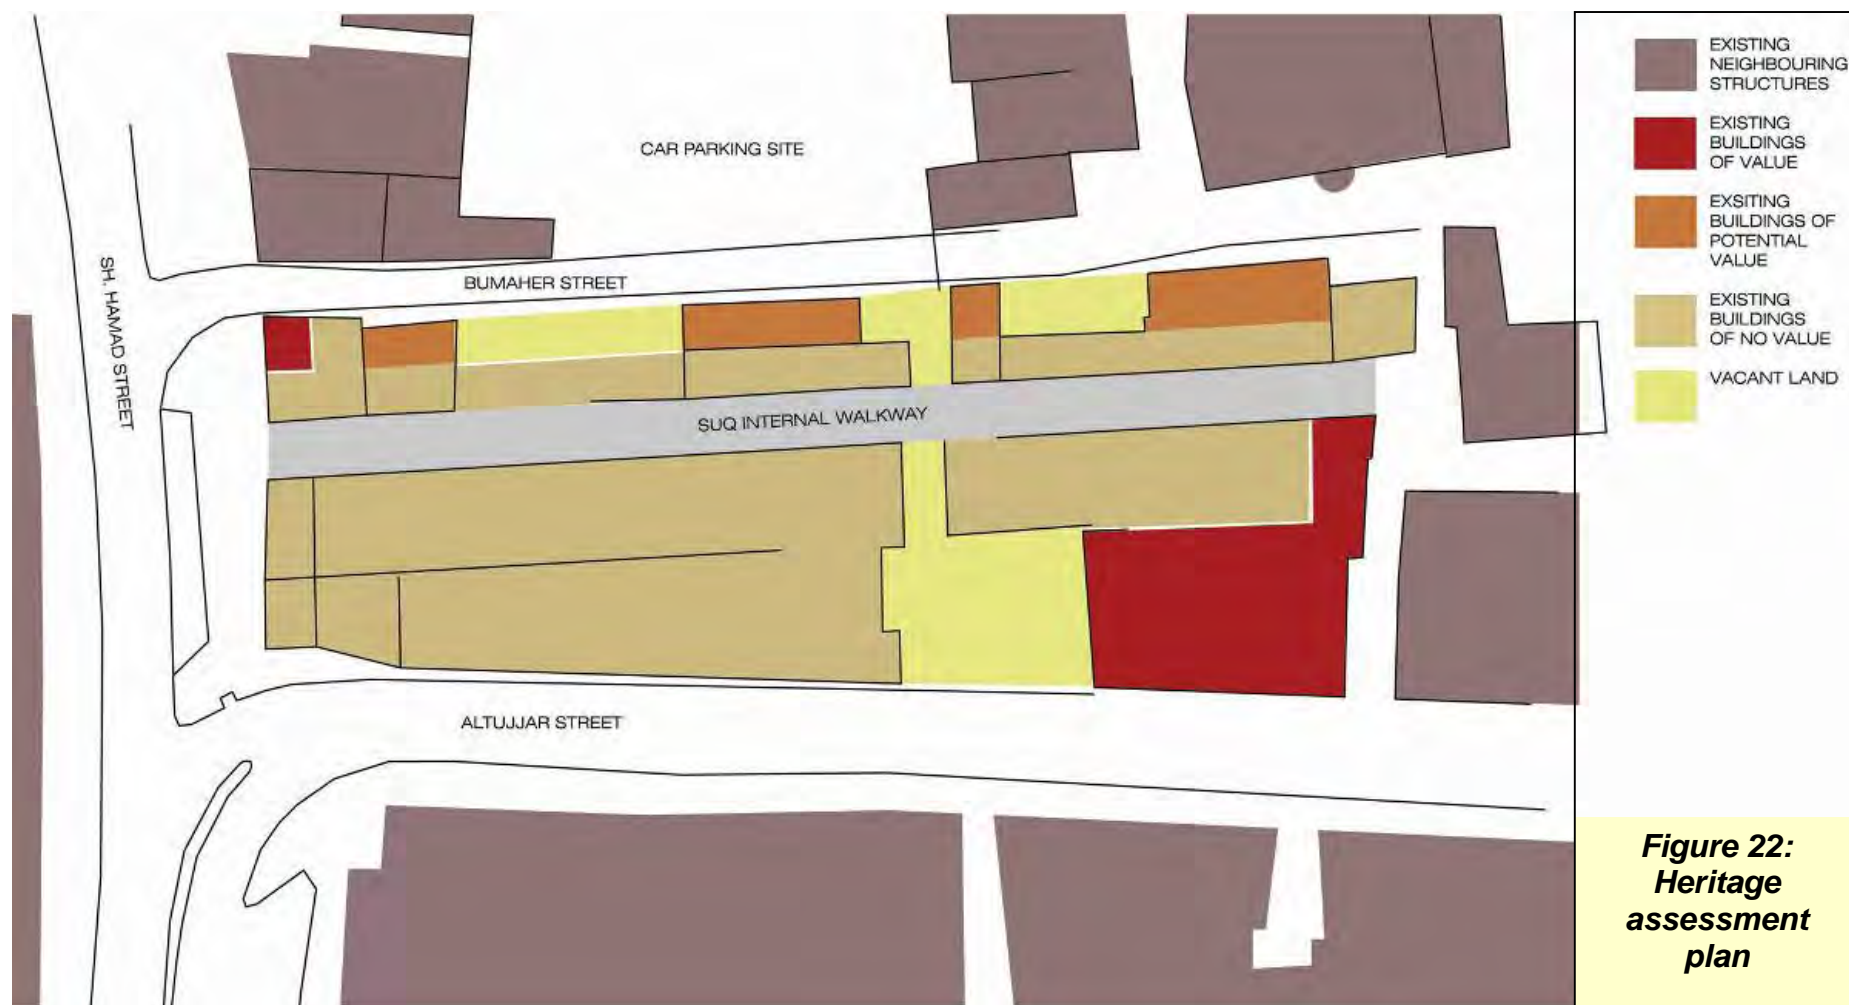 CAR PARKING SITE
BUMAHER STREET
SH. HAMAD STREET
SUQ INTERNAL WALKWAY
ALTUJJAR STREET
EXISTING
NEIGHBOURING
STRUCTURES
EXISTING
BUILDINGS
OF VALUE
EXSITING
BUILDINGS OF
POTENTIAL
VALUE
EXISTING
BUILDINGS
OF NO VALUE
VACANT LAND
Figure 22:
Heritage
assessment
plan